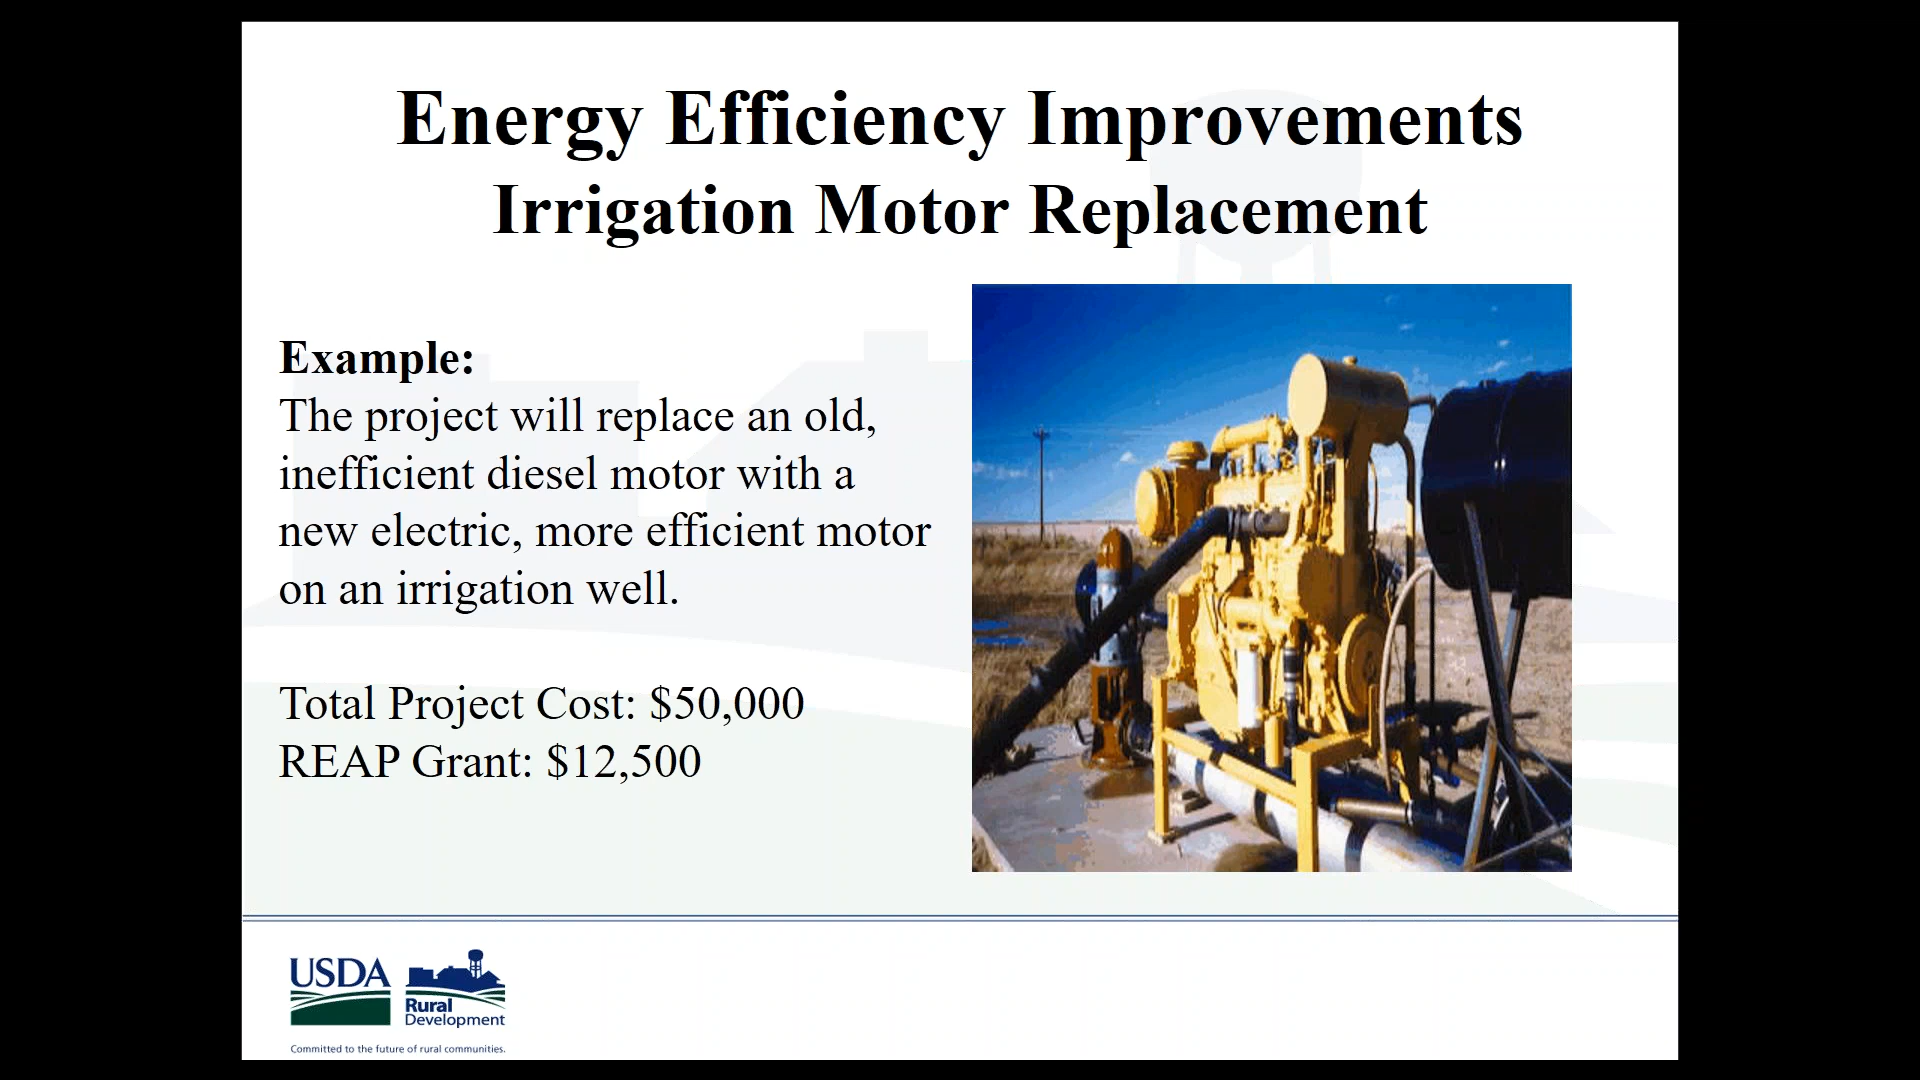 Energy Efficiency Improvements
Irrigation Motor Replacement
Example:
The project will replace an old,
inefficient diesel motor with a
new electric, more efficient motor
on an irrigation well.
Total Project Cost: $50,000
REAP Grant: $12,500
USDA
Rural
Development
Committed to the future of rural communities.